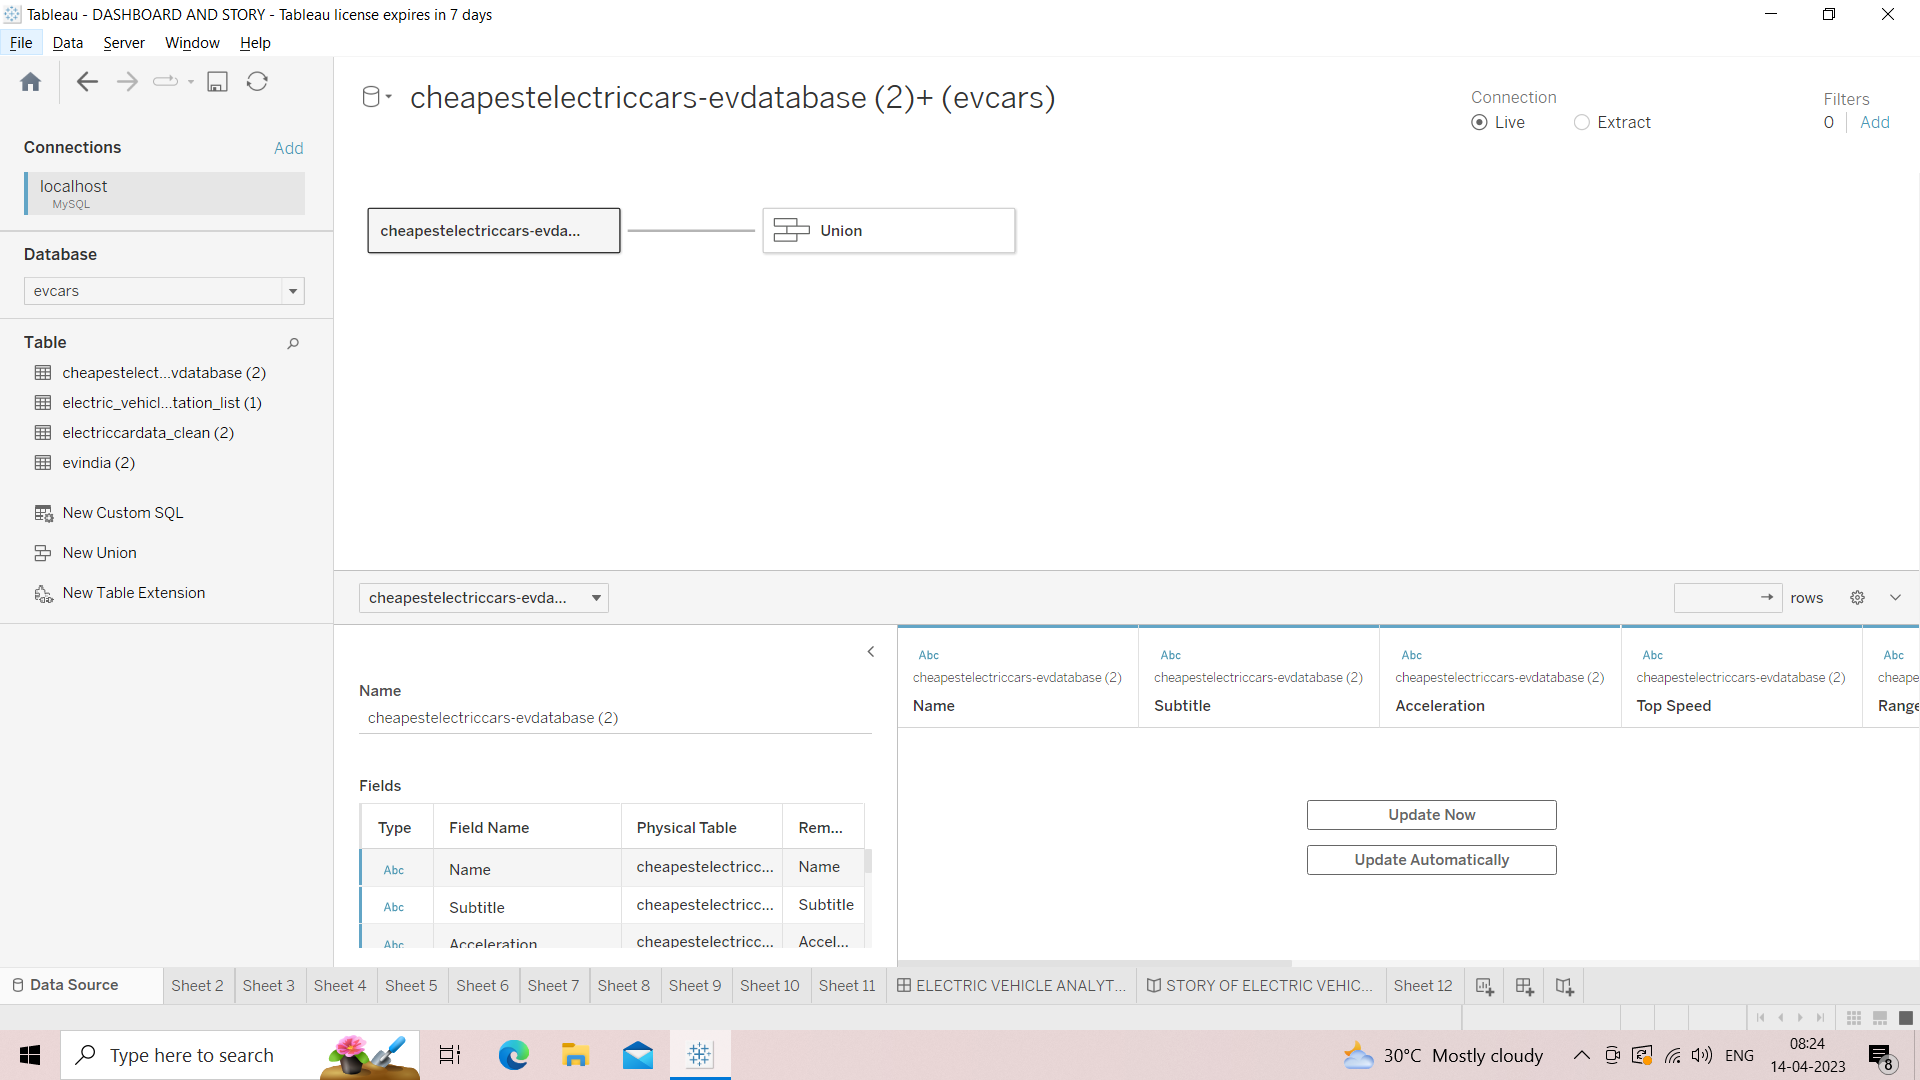 Tableau - DASHBOARD AND STORY - Tableau license expires in 7 days
File Data Server Window Help
Connections Add
localhost
MySQL
Database
evcars
Table
cheapestelect...vdatabase (2)
electric_vehicl...tation_list (1)
electriccardata_clean (2)
evindia (2)
New Custom SQL
New Union
New Table Extension
cheapestelectriccars-evdatabase (2)+ (evcars)
Connection
Live Extract
Filters
0 Add
cheapestelectriccars-evda...
Union
cheapestelectriccars-evda...
rows
Name
cheapestelectriccars-evdatabase (2)
Fields
Type Field Name Physical Table Rem...
Abc Name cheapestelectricc... Name
Abc Subtitle cheapestelectricc... Subtitle
Abc Acceleration cheapestelectricc... Accel...
Abc Abc Abc Abc Abc
cheapestelectriccars-evdatabase (2) cheapestelectriccars-evdatabase (2) cheapestelectriccars-evdatabase (2) cheapestelectriccars-evdatabase (2) cheape
Name Subtitle Acceleration Top Speed Range
Update Now
Update Automatically
Data Source Sheet 2 Sheet 3 Sheet 4 Sheet 5 Sheet 6 Sheet 7 Sheet 8 Sheet 9 Sheet 10 Sheet 11 ELECTRIC VEHICLE ANALYT... STORY OF ELECTRIC VEHIC... Sheet 12
Type here to search
30°C Mostly cloudy
ENG
08:24
14-04-2023
8